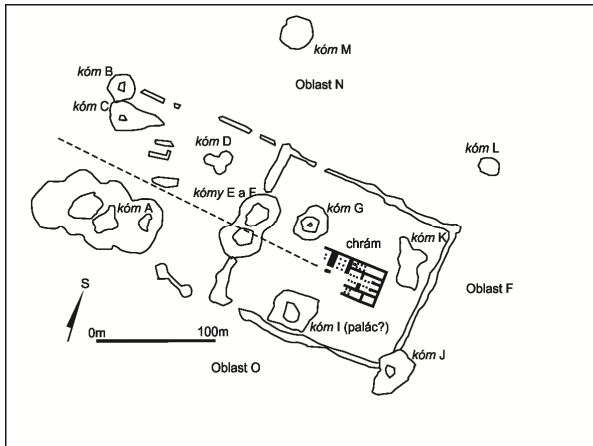 kóm M
Oblast N
kóm B
kóm C
kóm D
kóm L
kómy E a F
kóm G
kóm A
kóm K
chrám
Oblast F
S
kóm I (palác?)
0m 100m
kóm J
Oblast O